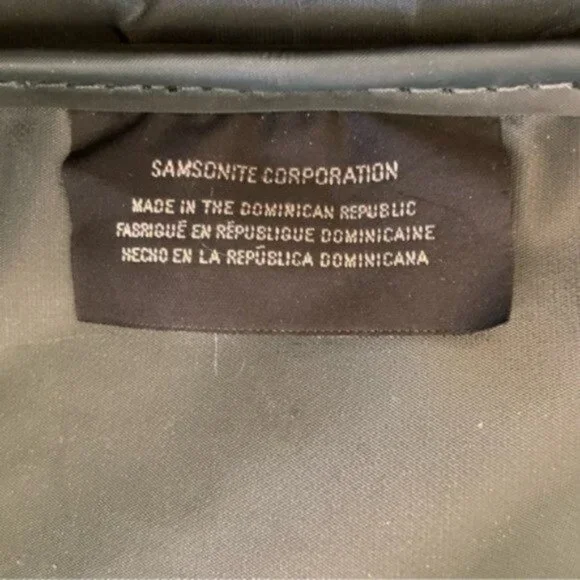 SAMSONITE CORPORATION
MADE IN THE DOMINICAN REPUBLIC
FABRIQUÉ EN RÉPUBLIQUE DOMINICAINE
HECHO EN LA REPÚBLICA DOMINICANA